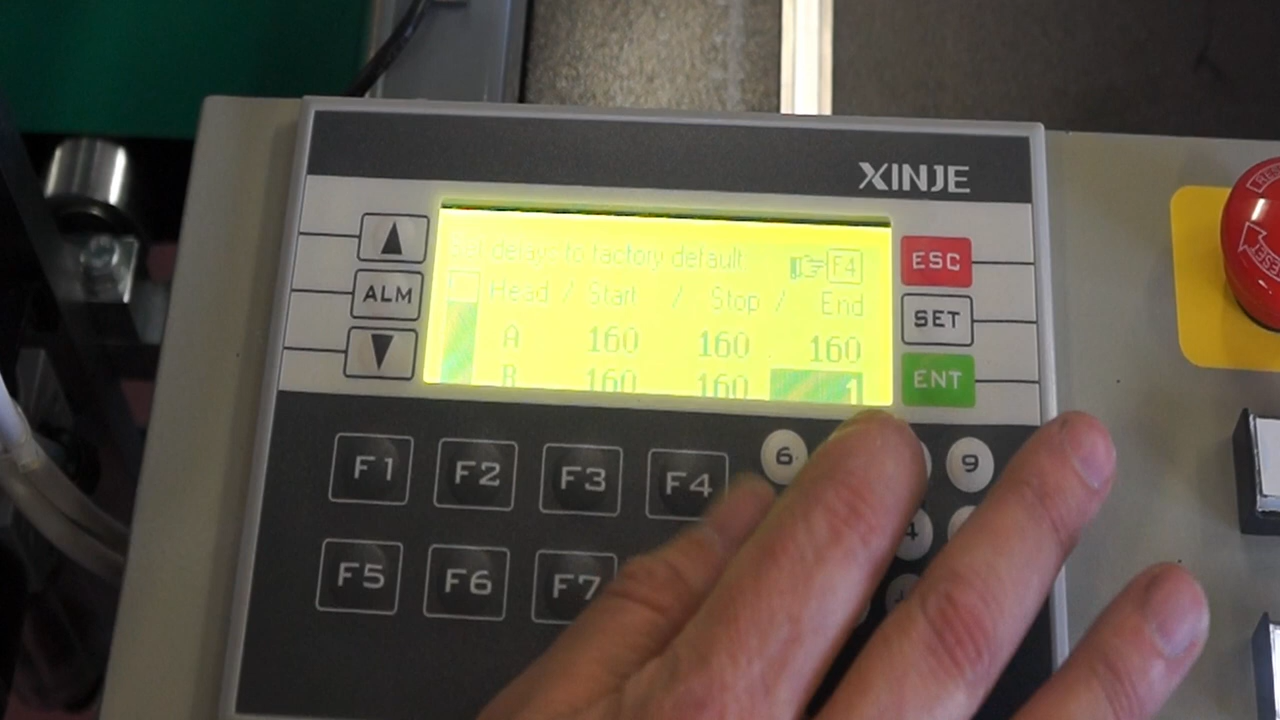 XINJE
Set delays to factory default F4
Head / Start / Stop / End
A 160 160 160
B 160 160 1
ALM
ESC
SET
ENT
F1 F2 F3 F4 6 9
F5 F6 F7 4